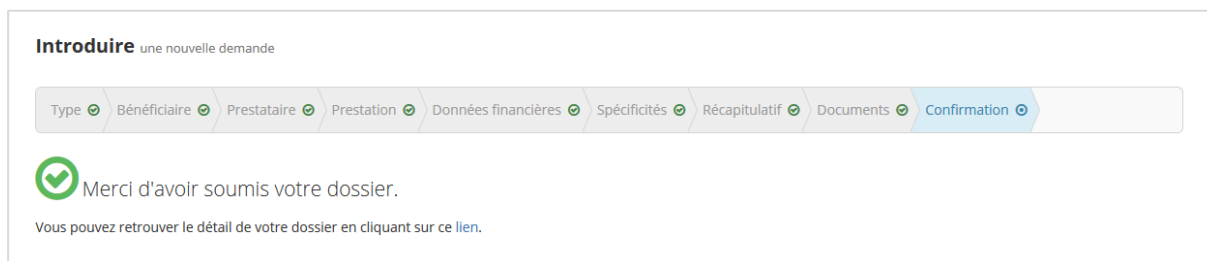 Introduire une nouvelle demande
Type Bénéficiaire Prestataire Prestation Données financières Spécificités Récapitulatif Documents Confirmation
Merci d'avoir soumis votre dossier.
Vous pouvez retrouver le détail de votre dossier en cliquant sur ce lien.